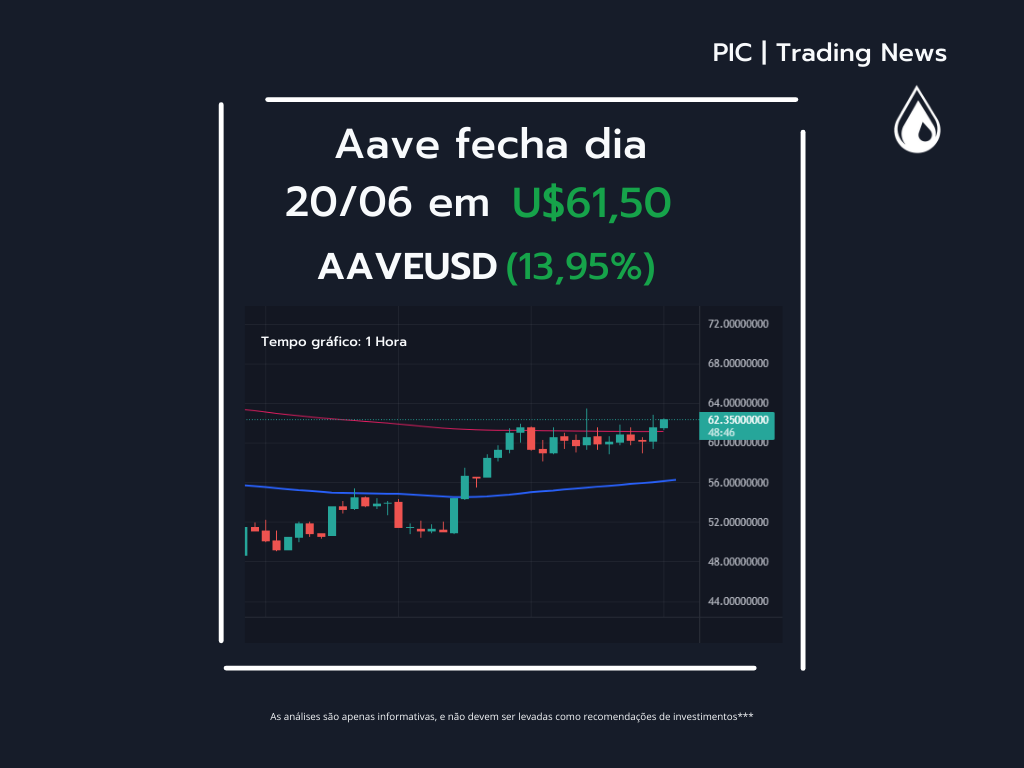 PIC | Trading News
Aave fecha dia
20/06 em U$61,50
AAVEUSD (13,95%)
Tempo gráfico: 1 Hora
72.00000000
68.00000000
64.00000000
62.35000000
48:46
60.00000000
56.00000000
52.00000000
48.00000000
44.00000000
As análises são apenas informativas, e não devem ser levadas como recomendações de investimentos***